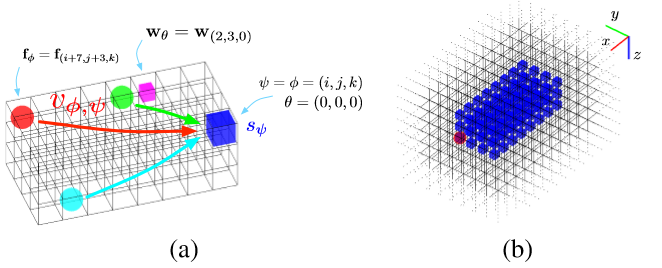 w_θ = w_(2,3,0)
f_ϕ = f_(i+7,j+3,k)
v_ϕ,ψ
ψ = ϕ = (i, j, k)
θ = (0, 0, 0)
s_ψ
y
x
z
(a)
(b)